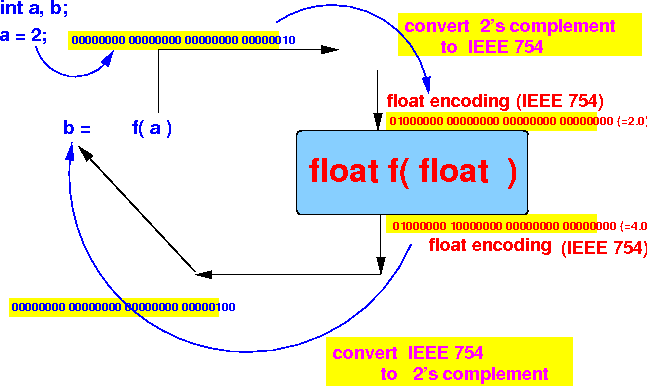 int a, b;
a = 2;
00000000 00000000 00000000 00000010
convert 2's complement
to IEEE 754
float encoding (IEEE 754)
01000000 00000000 00000000 00000000 (=2.0)
b = f( a )
float f( float )
01000000 10000000 00000000 00000000 (=4.0
float encoding (IEEE 754)
00000000 00000000 00000000 00000100
convert IEEE 754
to 2's complement